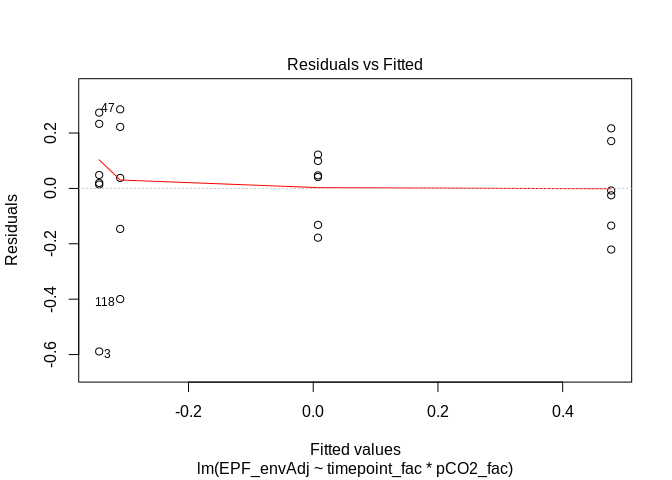 Residuals vs Fitted
Residuals
0.2
0.0
-0.2
-0.4
-0.6
47
118
3
-0.2 0.0 0.2 0.4
Fitted values
lm(EPF_envAdj ~ timepoint_fac * pCO2_fac)